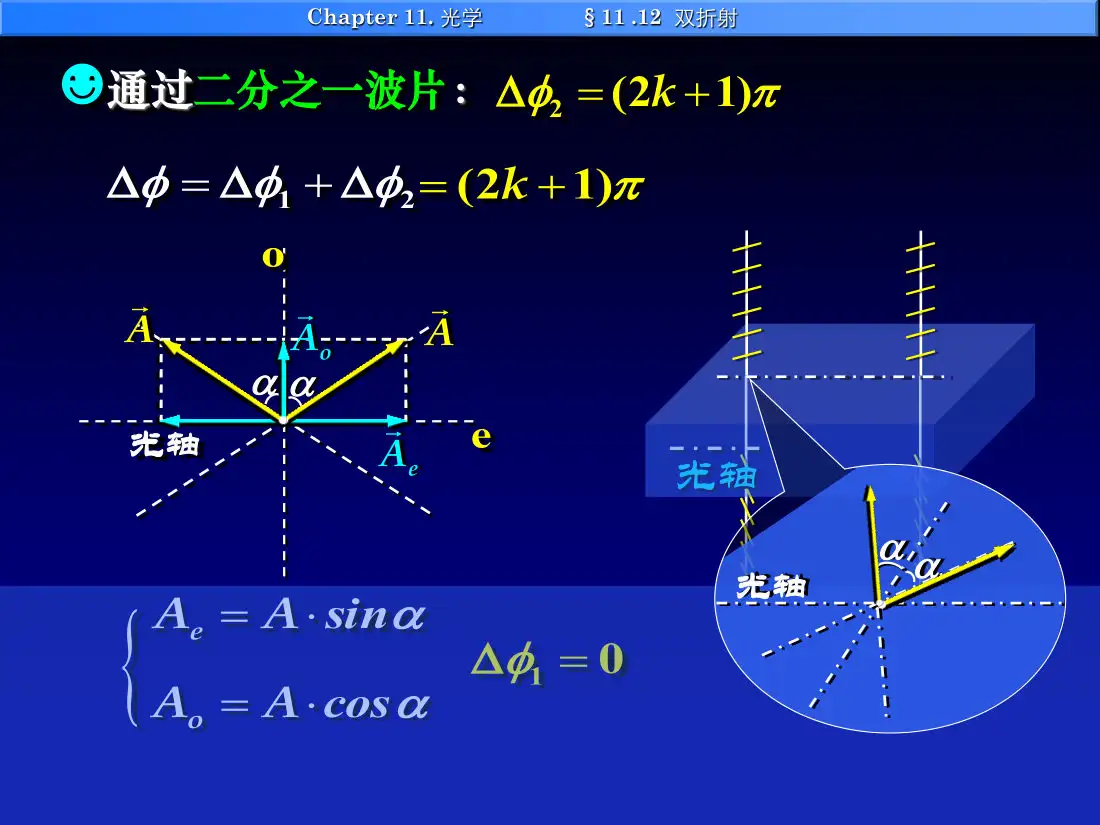 Chapter 11. 光学 §11 .12 双折射
☻通过二分之一波片: Δϕ₂ = (2k + 1)π
Δϕ = Δϕ₁ + Δϕ₂ = (2k + 1)π
o
A⃗ A⃗ₒ A⃗
α α
光轴 A⃗ₑ e
光轴
α α
光轴
Aₑ = A · sinα
Δϕ₁ = 0
Aₒ = A · cosα